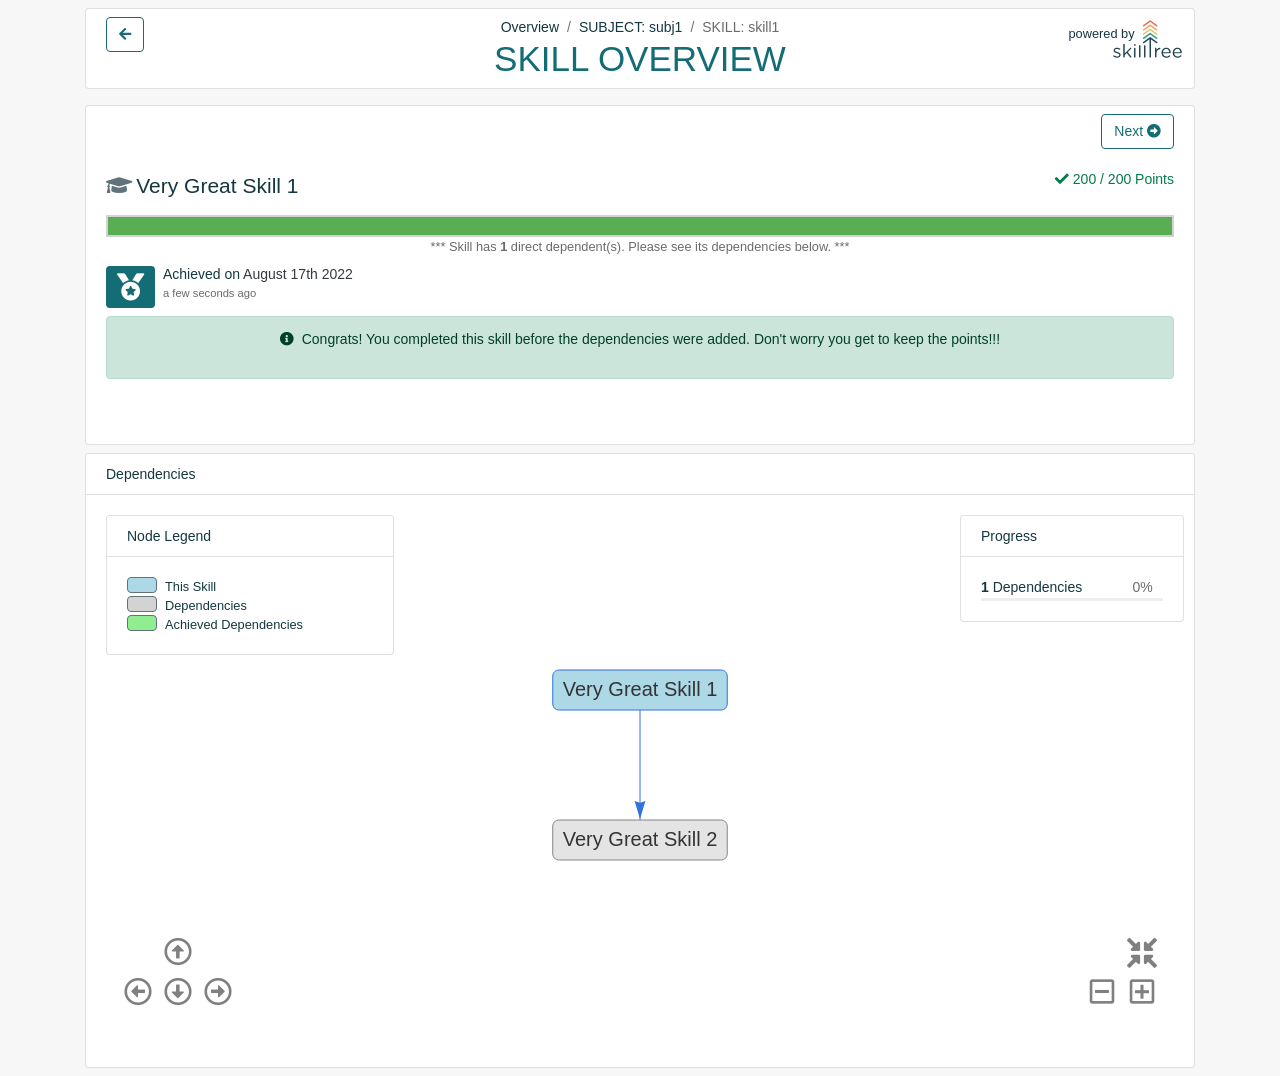 Overview / SUBJECT: subj1 / SKILL: skill1
SKILL OVERVIEW
powered by
skilltree
Next
Very Great Skill 1
200 / 200 Points
*** Skill has 1 direct dependent(s). Please see its dependencies below. ***
Achieved on August 17th 2022
a few seconds ago
Congrats! You completed this skill before the dependencies were added. Don't worry you get to keep the points!!!
Dependencies
Node Legend
This Skill
Dependencies
Achieved Dependencies
Progress
1 Dependencies 0%
Very Great Skill 1
Very Great Skill 2